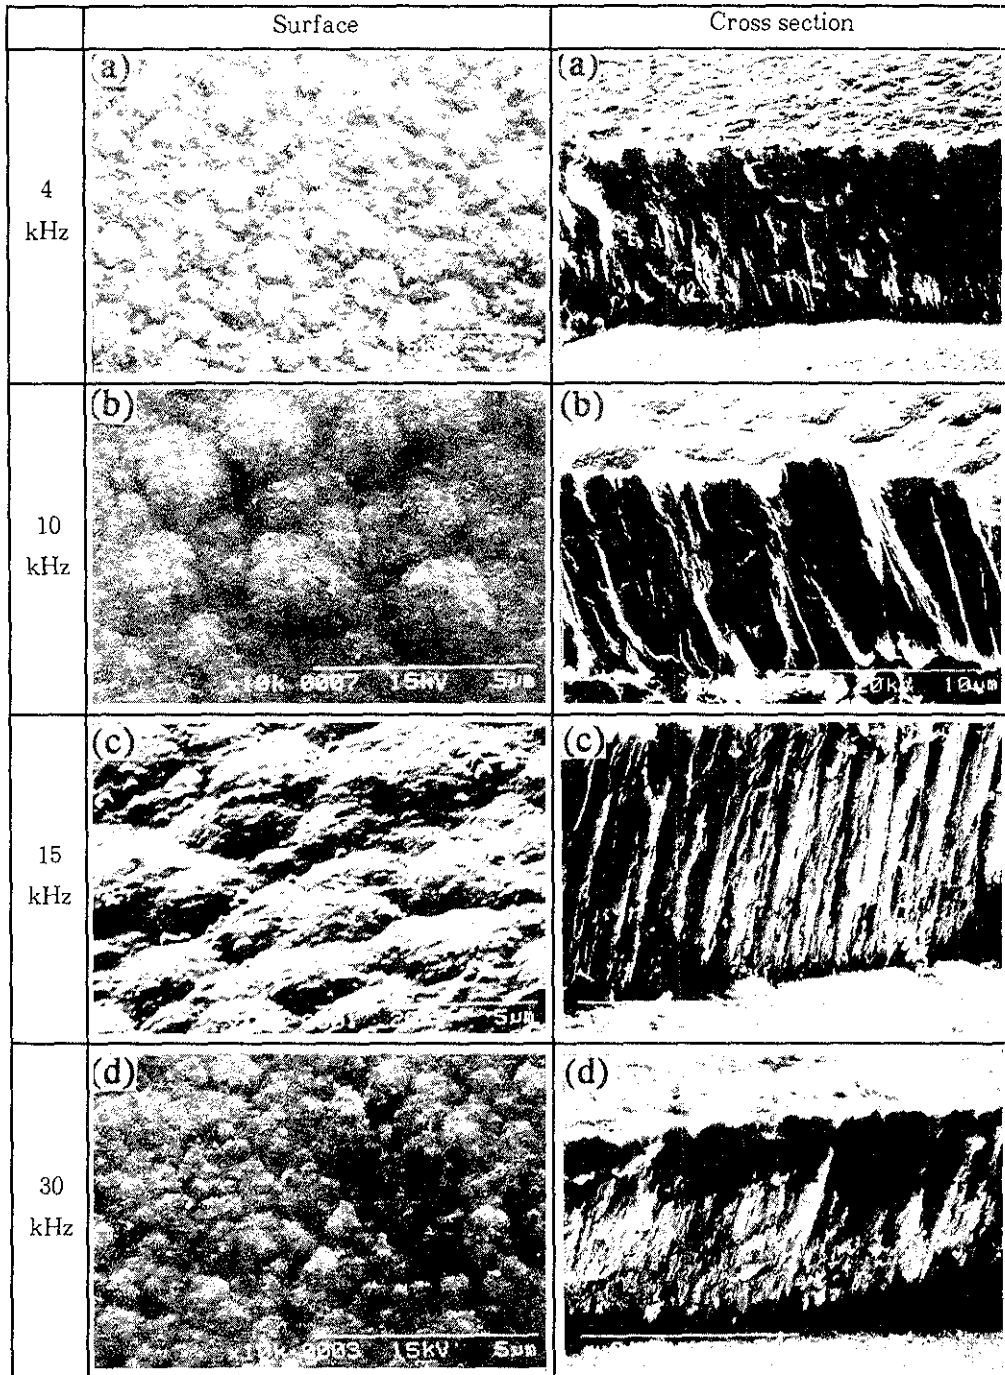 Surface Cross section
4
kHz
(a) (a)
10
kHz
(b) (b)
x10k 0007 15kV 5μm
20kV 10μm
15
kHz
(c) (c)
5μm
30
kHz
(d) (d)
x10k 0003 15kV 5μm